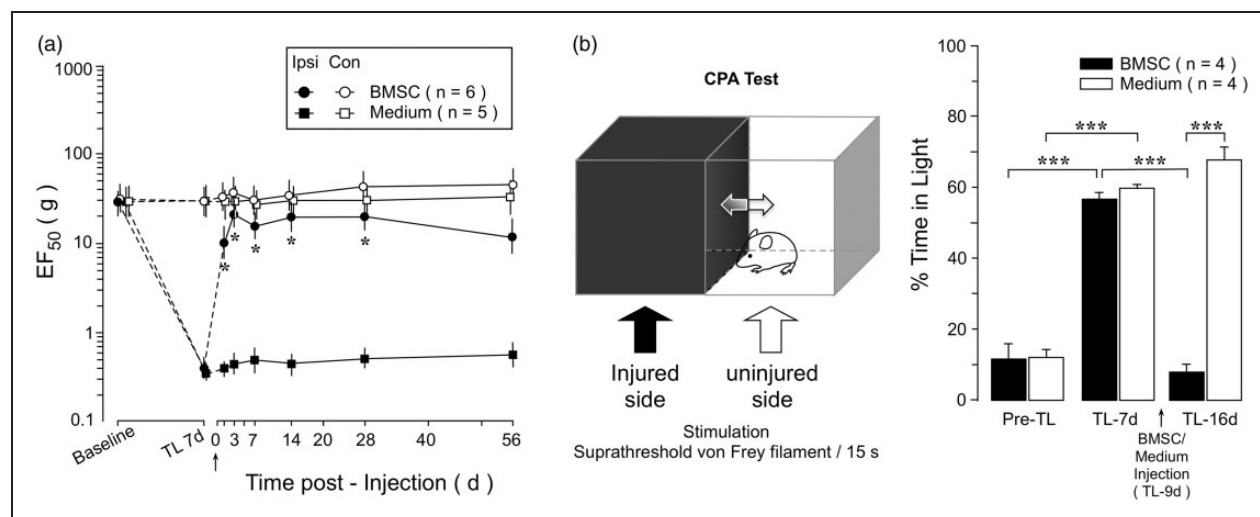 (a)
Ipsi Con
BMSC ( n = 6 )
Medium ( n = 5 )
EF50 ( g )
1000
100
10
1
0.1
* * * * *
Baseline
TL 7d
0 3 7 14 20 28 40 56
Time post - Injection ( d )
(b)
CPA Test
Injured
side
uninjured
side
Stimulation
Suprathreshold von Frey filament / 15 s
BMSC ( n = 4 )
Medium ( n = 4 )
% Time in Light
100
80
60
40
20
0
*** ***
*** ***
Pre-TL TL-7d TL-16d
BMSC/
Medium
Injection
( TL-9d )